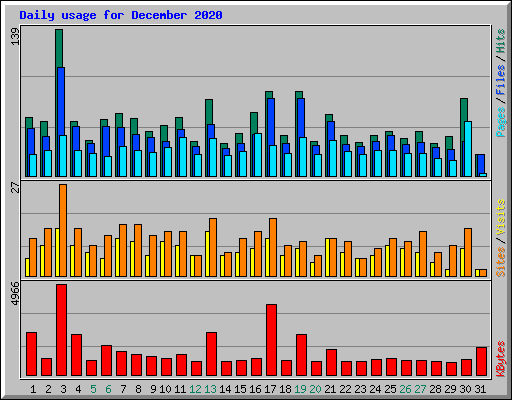 Daily usage for December 2020
139
Pages / Files / Hits
27
Sites / Visits
4966
KBytes
1 2 3 4 5 6 7 8 9 10 11 12 13 14 15 16 17 18 19 20 21 22 23 24 25 26 27 28 29 30 31